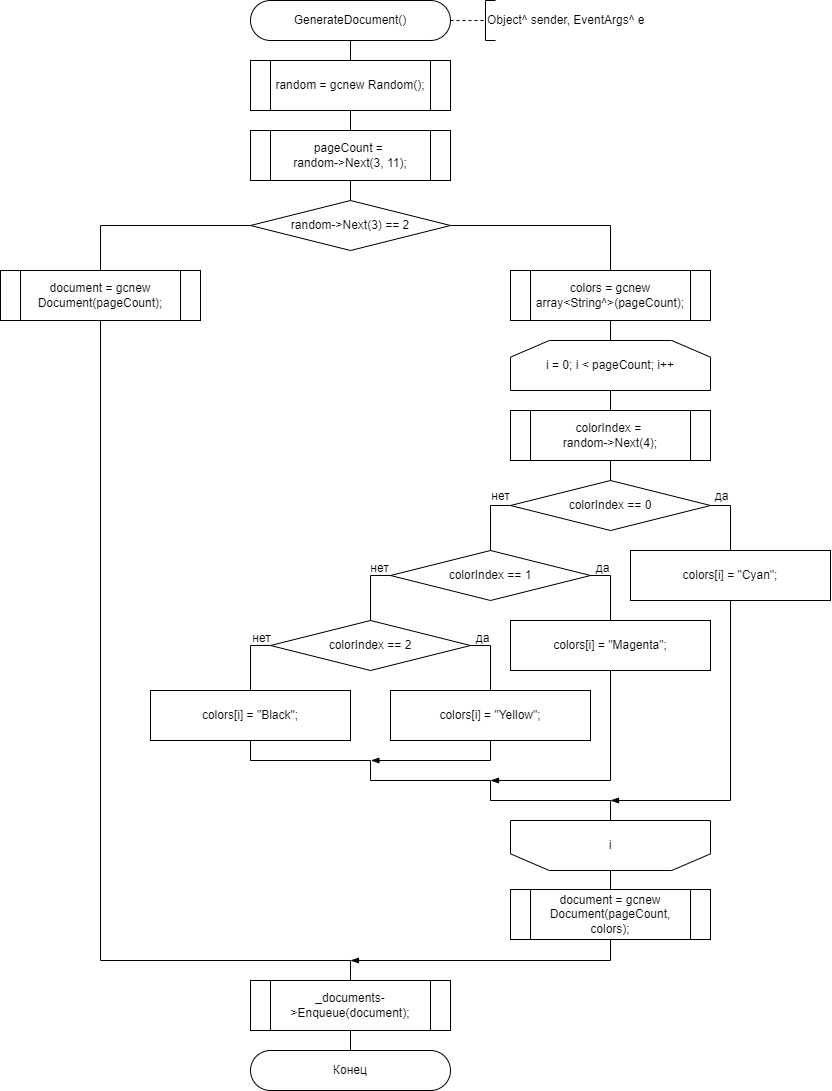 GenerateDocument()
Object^ sender, EventArgs^ e
random = gcnew Random();
pageCount =
random->Next(3, 11);
random->Next(3) == 2
document = gcnew
Document(pageCount);
colors = gcnew
array<String^>(pageCount);
i = 0; i < pageCount; i++
colorIndex =
random->Next(4);
нет
colorIndex == 0
да
нет
colorIndex == 1
да
colors[i] = "Cyan";
нет
colorIndex == 2
да
colors[i] = "Magenta";
colors[i] = "Black";
colors[i] = "Yellow";
i
document = gcnew
Document(pageCount,
colors);
_documents-
>Enqueue(document);
Конец